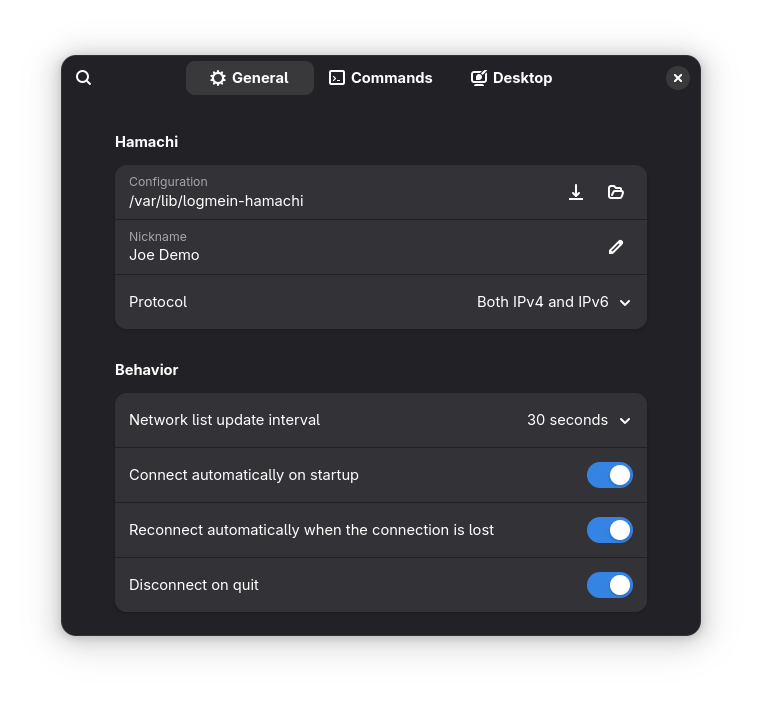 General
Commands
Desktop
Hamachi
Configuration
/var/lib/logmein-hamachi
Nickname
Joe Demo
Protocol
Both IPv4 and IPv6
Behavior
Network list update interval
30 seconds
Connect automatically on startup
Reconnect automatically when the connection is lost
Disconnect on quit